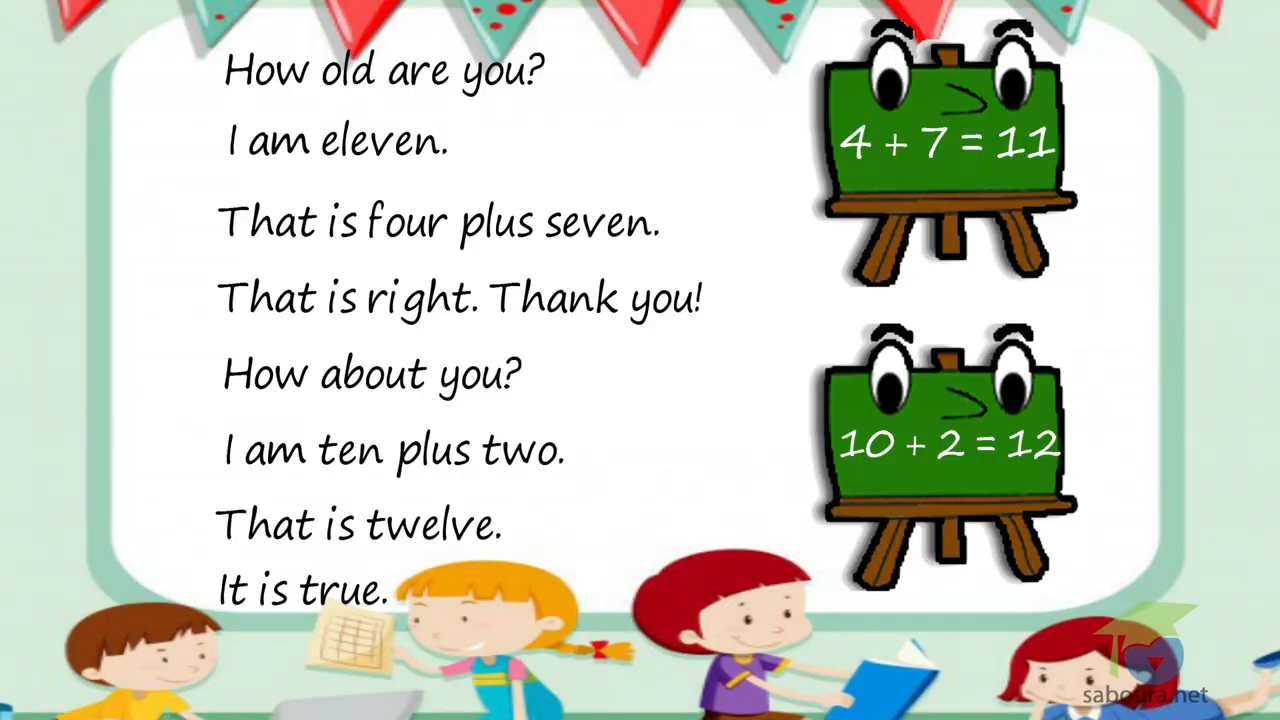 How old are you?
I am eleven.
4 + 7 = 11
That is four plus seven.
That is right. Thank you!
How about you?
I am ten plus two.
10 + 2 = 12
That is twelve.
It is true.
saboura.net